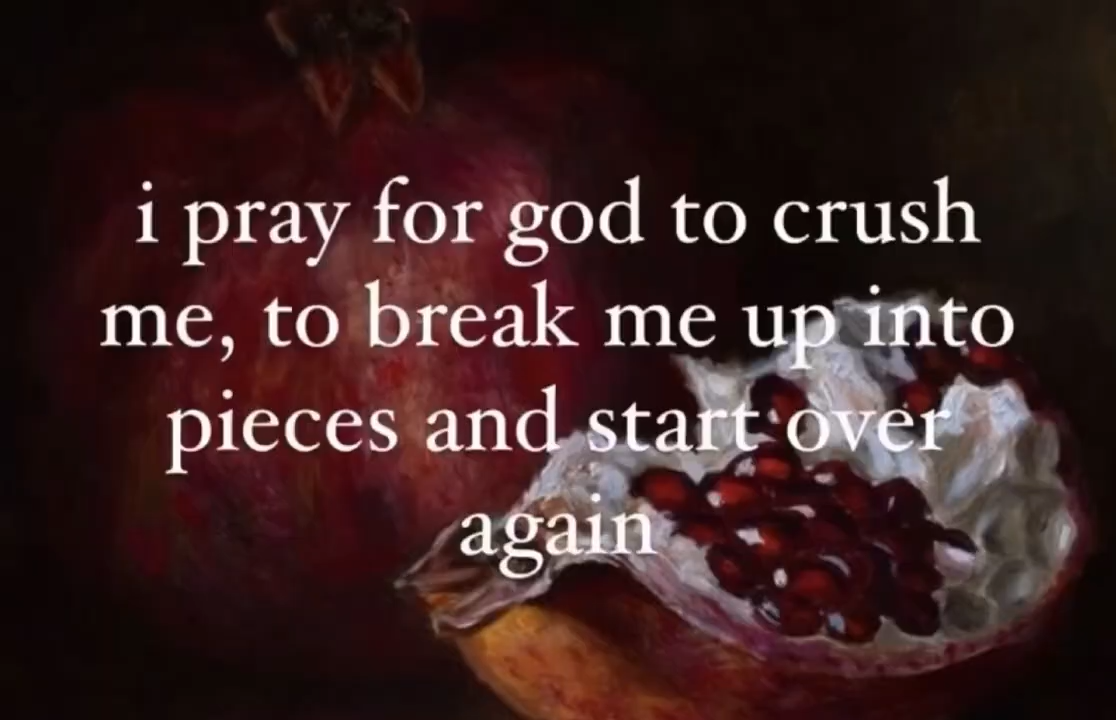 i pray for god to crush
me, to break me up into
pieces and start over
again